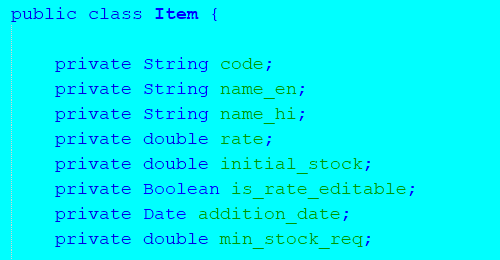 public class Item {
private String code;
private String name_en;
private String name_hi;
private double rate;
private double initial_stock;
private Boolean is_rate_editable;
private Date addition_date;
private double min_stock_req;